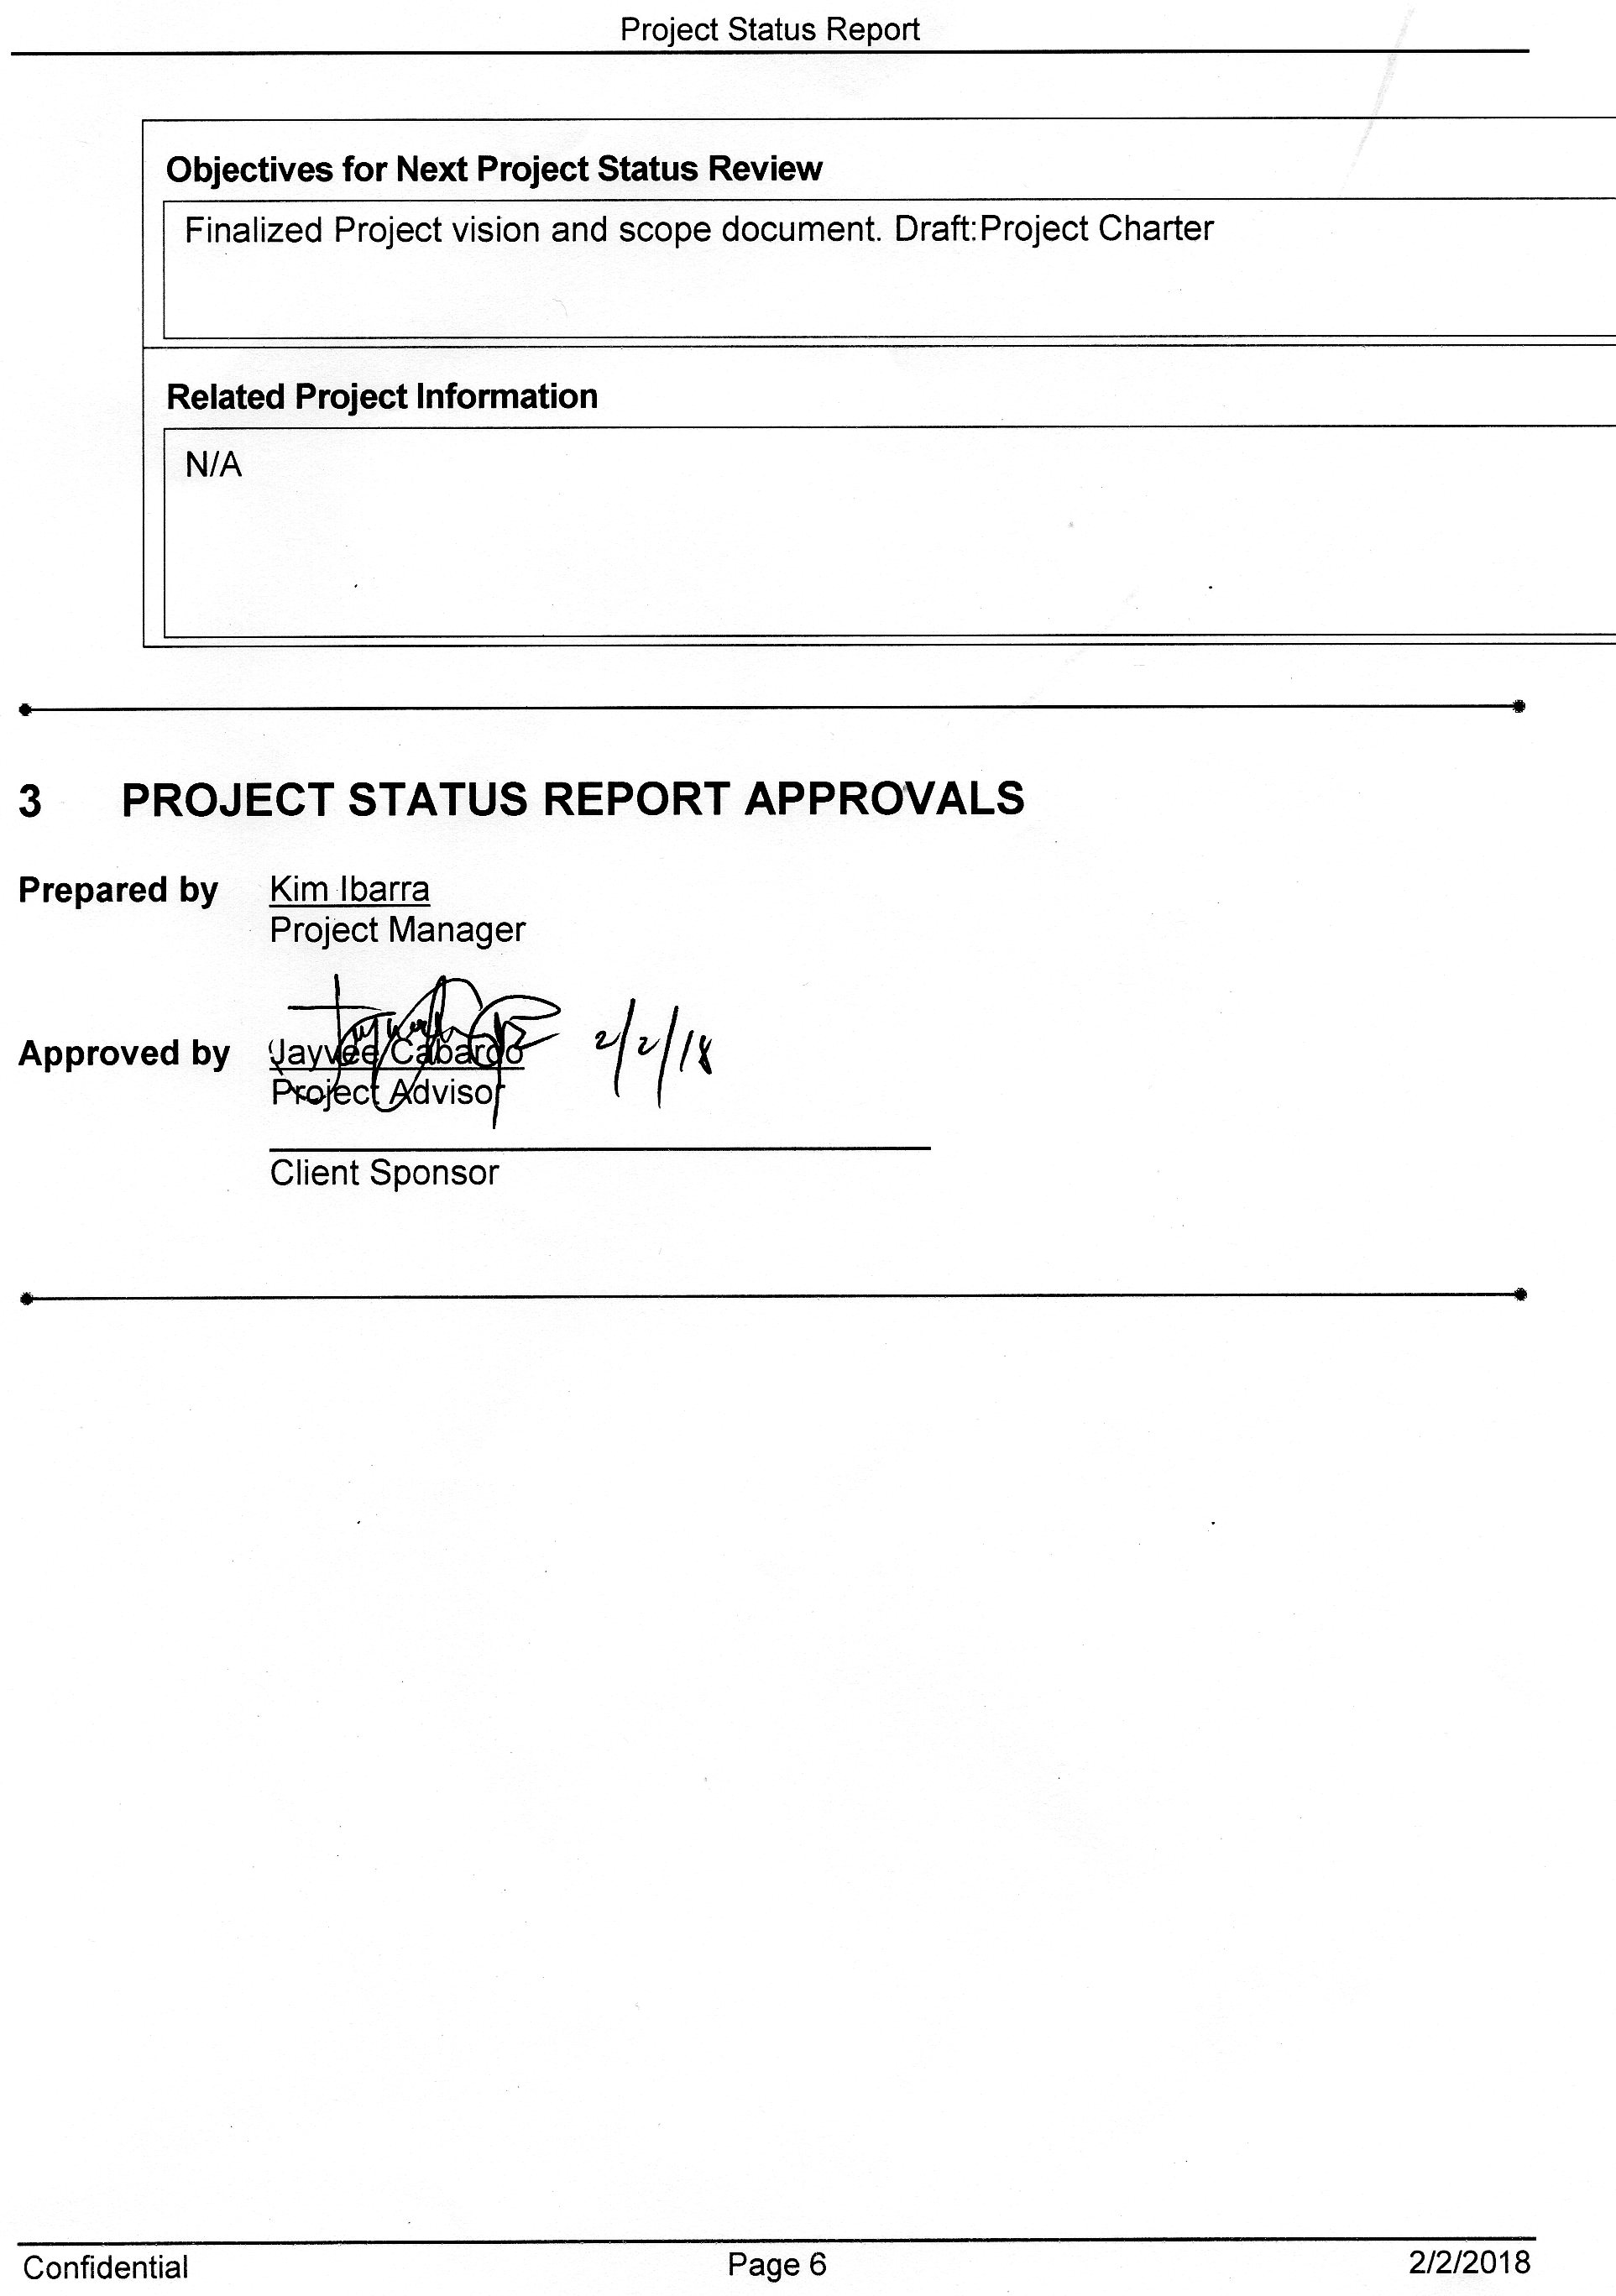 Project Status Report
Objectives for Next Project Status Review
Finalized Project vision and scope document. Draft:Project Charter
Related Project Information
N/A
3 PROJECT STATUS REPORT APPROVALS
Prepared by Kim Ibarra
Project Manager
Approved by Jayvee Cabardo 2/2/18
Project Advisor
Client Sponsor
Confidential Page 6 2/2/2018